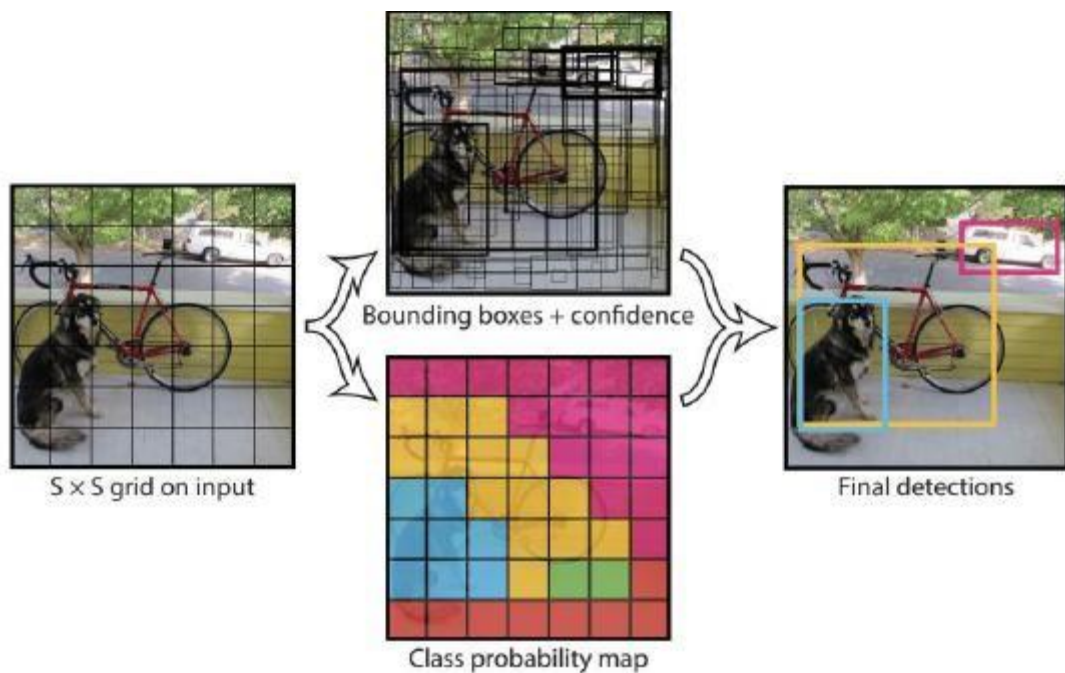 Bounding boxes + confidence
S × S grid on input
Final detections
Class probability map